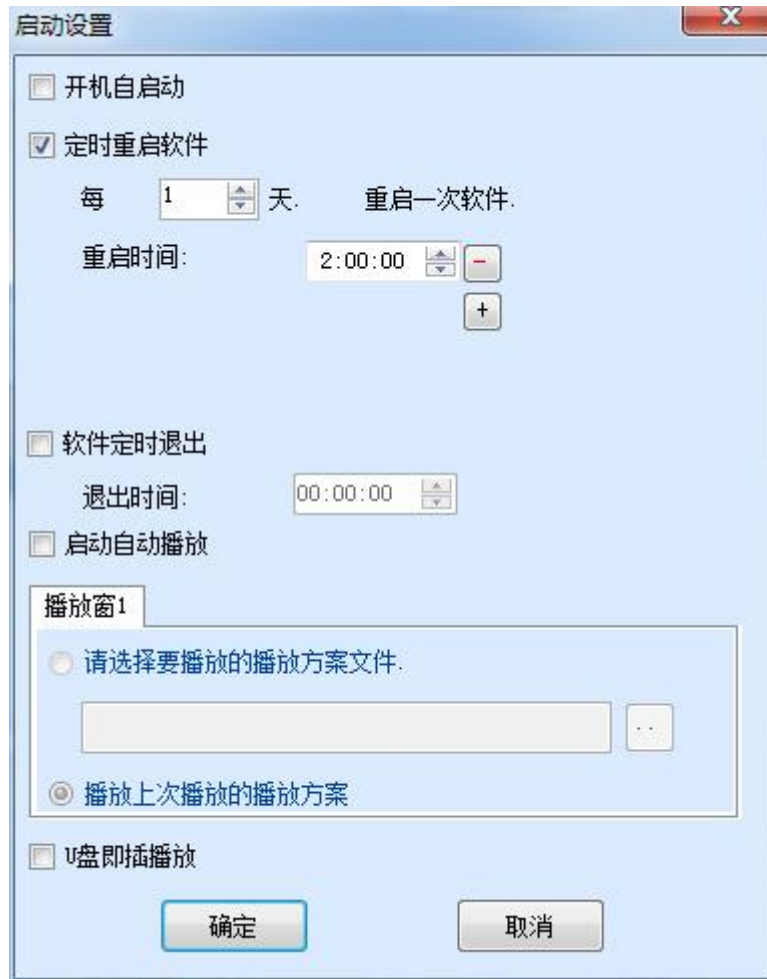 启动设置
开机自启动
定时重启软件
每 1 天. 重启一次软件.
重启时间: 2:00:00 -
+
软件定时退出
退出时间: 00:00:00
启动自动播放
播放窗1
请选择要播放的播放方案文件.
..
播放上次播放的播放方案
U盘即插播放
确定 取消